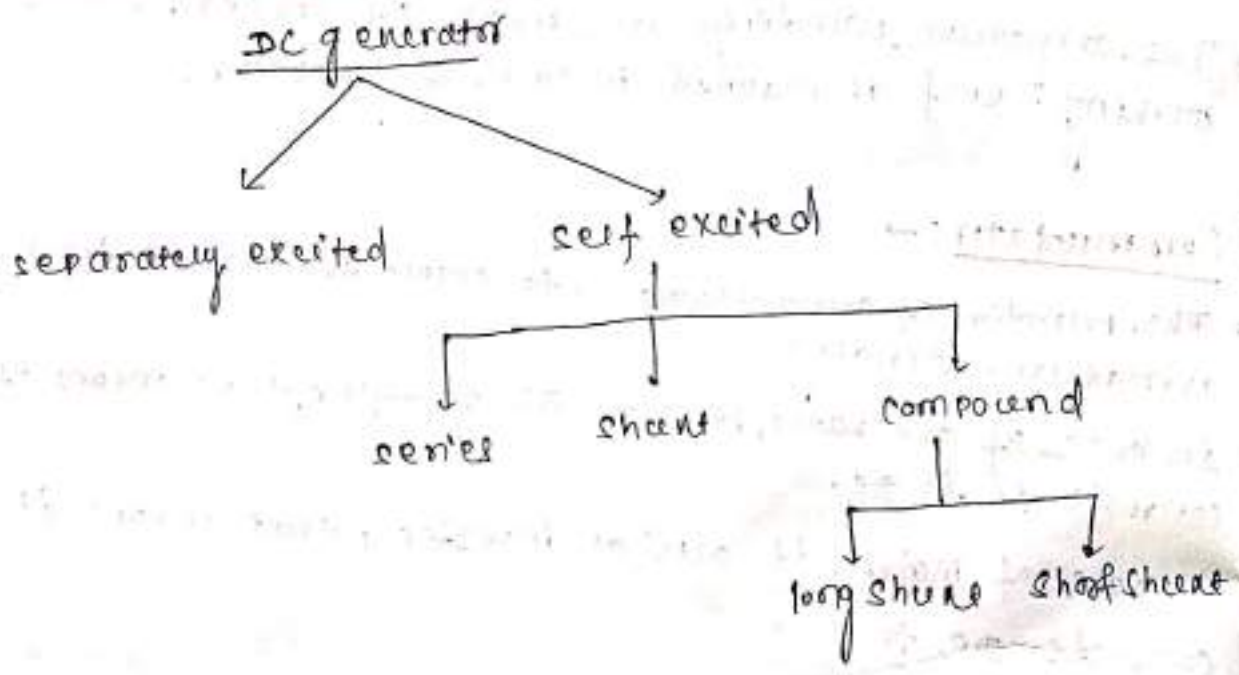 DC generator
separately excited
self excited
series
shunt
compound
long shunt
short shunt